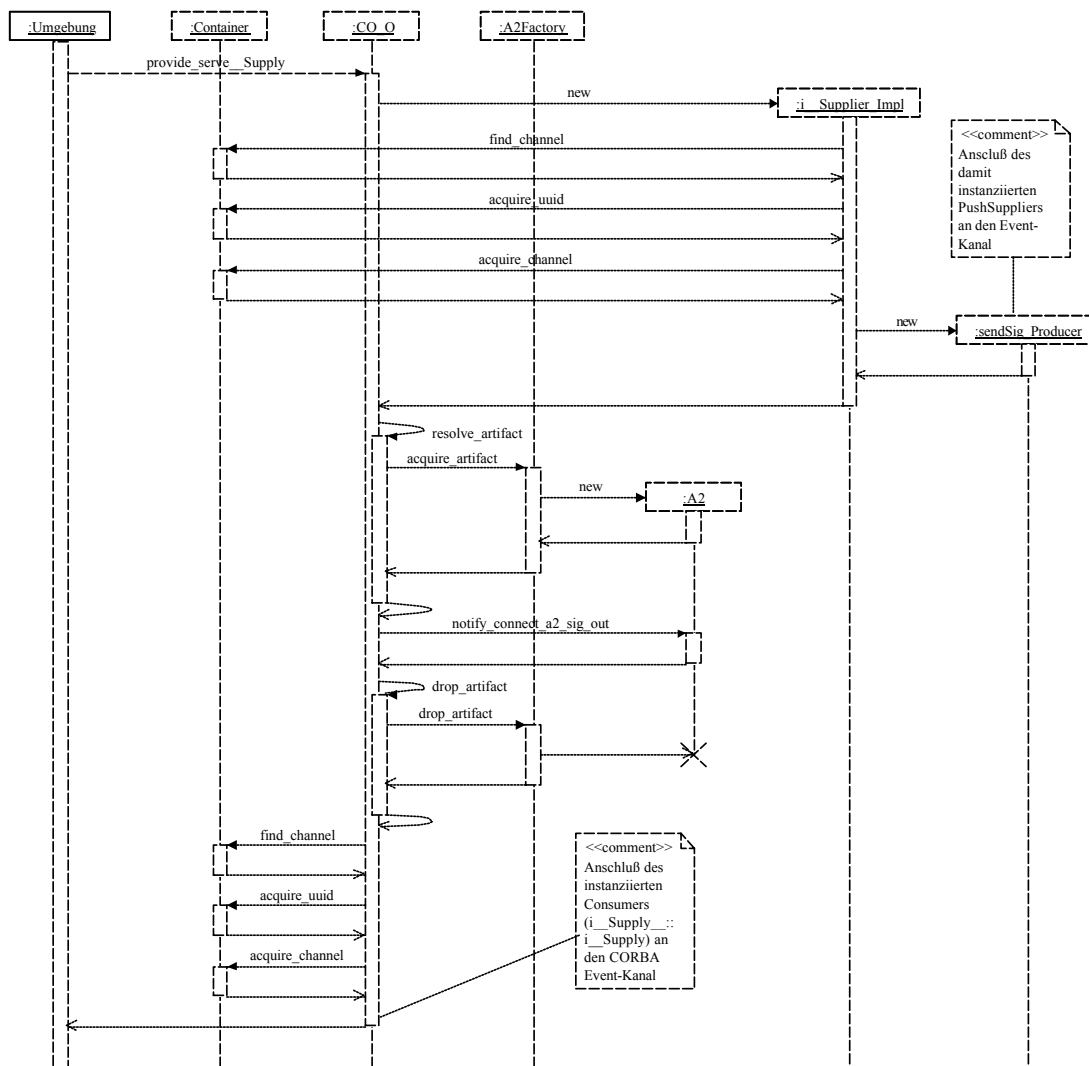 :Umgebung
:Container
:CO_O
:A2Factory
provide_serve__Supply
new
:i__Supplier_Impl
<<comment>>
Anscluß des
damit
instanziierten
PushSuppliers
an den Event-
Kanal
find_channel
acquire_uuid
acquire_channel
new
:sendSig_Producer
resolve_artifact
acquire_artifact
new
:A2
notify_connect_a2_sig_out
drop_artifact
drop_artifact
find_channel
<<comment>>
Anschluß des
instanziierten
Consumers
(i__Supply__::
i__Supply) an
den CORBA
Event-Kanal
acquire_uuid
acquire_channel